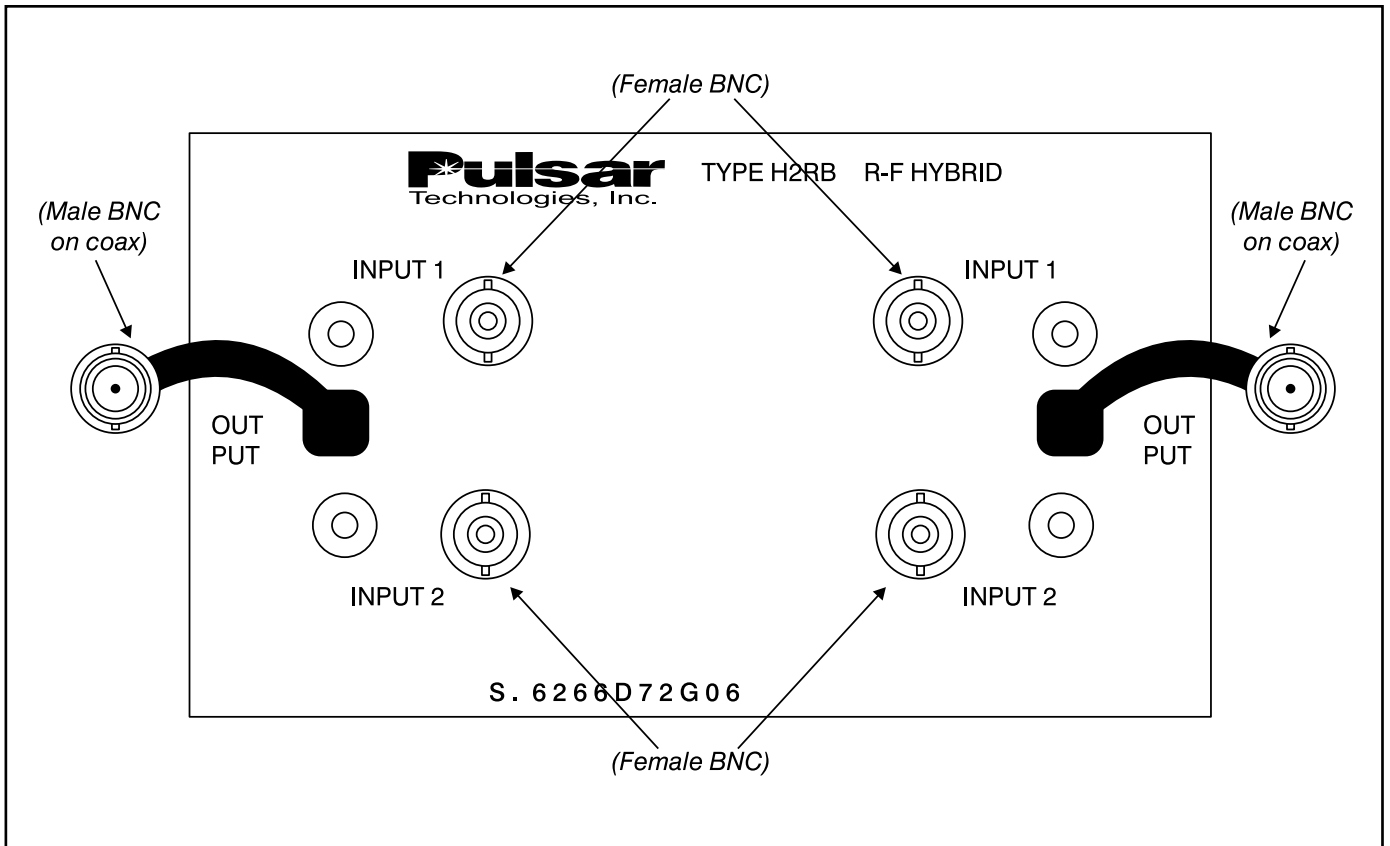 (Female BNC)
Pulsar
Technologies, Inc.
TYPE H2RB R-F HYBRID
(Male BNC
on coax)
(Male BNC
on coax)
INPUT 1
INPUT 1
OUT
PUT
OUT
PUT
INPUT 2
INPUT 2
S. 6266D72G06
(Female BNC)